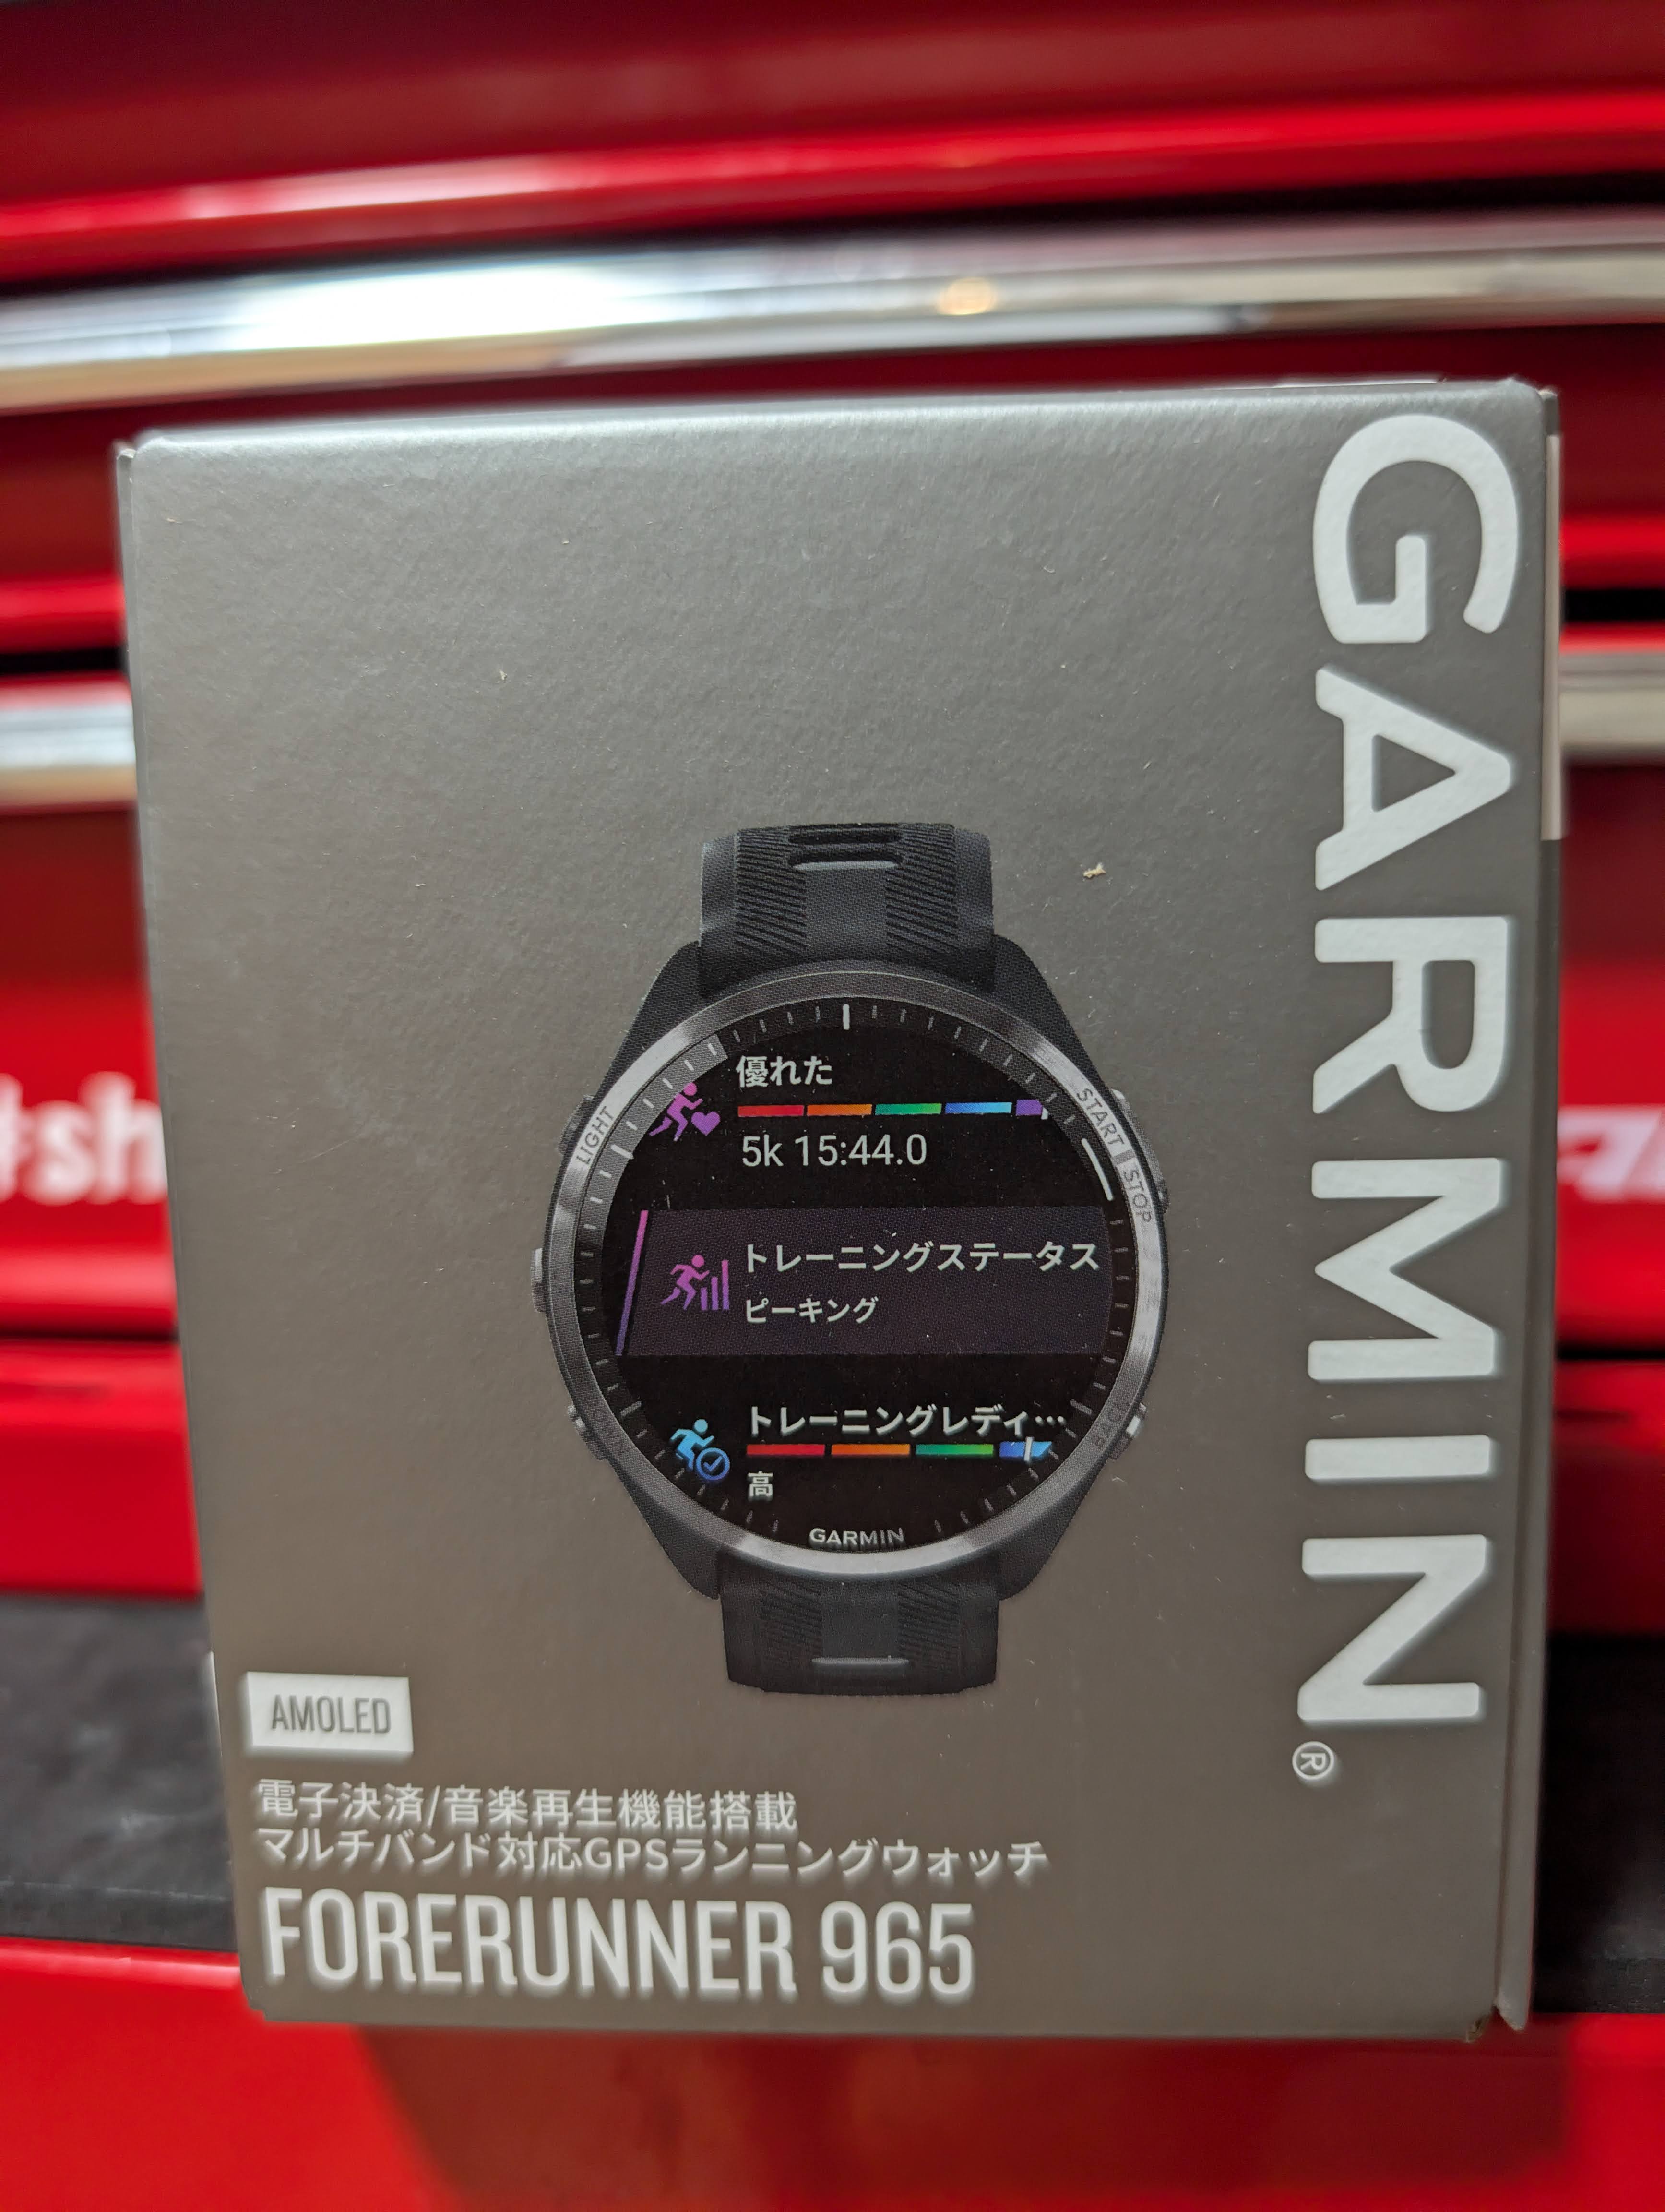 GARMIN®
LIGHT
START STOP
優れた
5k 15:44.0
トレーニングステータス
ピーキング
トレーニングレディ…
高
DOWN
BACK
GARMIN
AMOLED
電子決済/音楽再生機能搭載
マルチバンド対応GPSランニングウォッチ
FORERUNNER 965
#sh